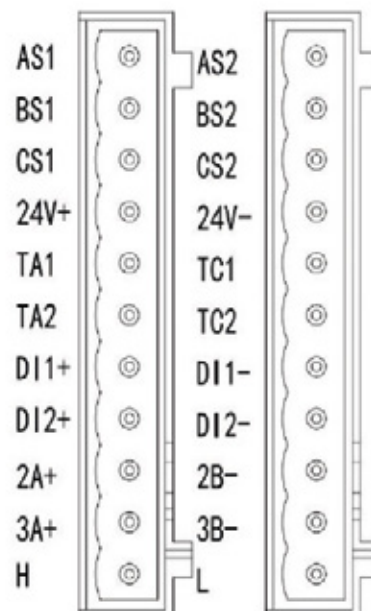 AS1 AS2
BS1 BS2
CS1 CS2
24V+ 24V-
TA1 TC1
TA2 TC2
DI1+ DI1-
DI2+ DI2-
2A+ 2B-
3A+ 3B-
H L